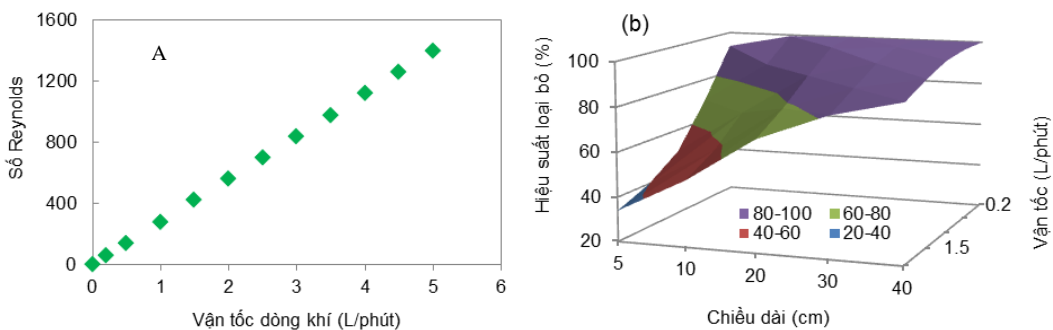 A
Số Reynolds
1600
1200
800
400
0
0 1 2 3 4 5 6
Vận tốc dòng khí (L/phút)
(b)
Hiệu suất loại bỏ (%)
100
80
60
40
20
80-100 60-80
40-60 20-40
5 10 20 30 40
Chiều dài (cm)
0.2
1.5
Vận tốc (L/phút)